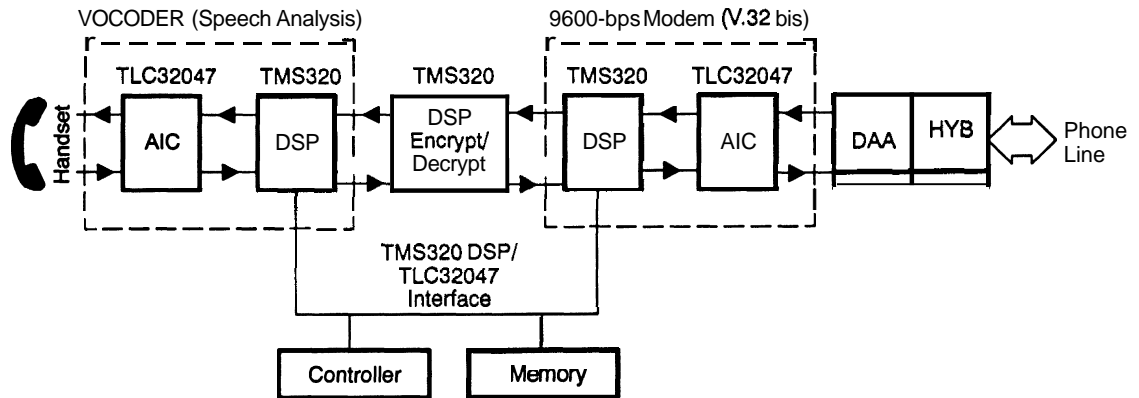 VOCODER (Speech Analysis)
9600-bps Modem (V.32 bis)
TLC32047
TMS320
TMS320
TMS320
TLC32047
Handset
AIC
DSP
DSP
Encrypt/
Decrypt
DSP
AIC
DAA
HYB
Phone
Line
TMS320 DSP/
TLC32047
Interface
Controller
Memory